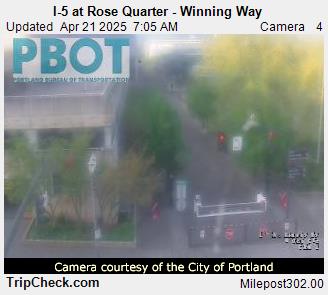 I-5 at Rose Quarter - Winning Way
Updated Apr 21 2025 7:05 AM Camera 4
PBOT
PORTLAND BUREAU OF TRANSPORTATION
Camera courtesy of the City of Portland
TripCheck.com Milepost302.00